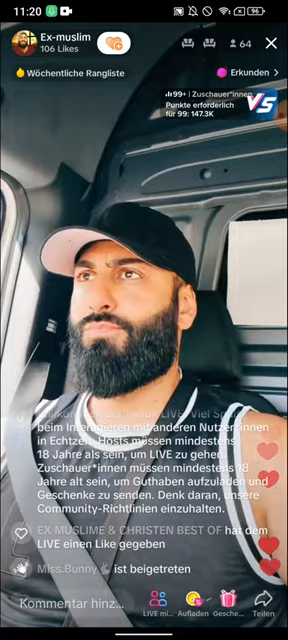 11:20
96
Ex-muslim
106 Likes
64
Wöchentliche Rangliste
Erkunden >
99+ | Zuschauer*innen
Punkte erforderlich
für 99: 147.3K
VS
LIVE! Viel
beim Interagieren mit anderen Nutzer*innen
in Echtzeit. Hosts müssen mindestens
18 Jahre als sein, um LIVE zu gehen.
Zuschauer*innen müssen mindestens 18
Jahre alt sein, um Guthaben aufzuladen und
Geschenke zu senden. Denk daran, unsere
Community-Richtlinien einzuhalten.
EX MUSLIME & CHRISTEN BEST OF hat dem
LIVE einen Like gegeben
Miss.Bunny ist beigetreten
Kommentar hinz...
LIVE mi...
Aufladen
Gesche...
Teilen